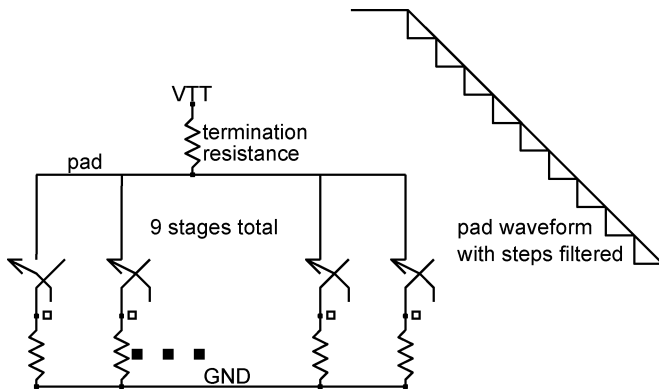 VTT
termination
resistance
pad
9 stages total
pad waveform
with steps filtered
GND